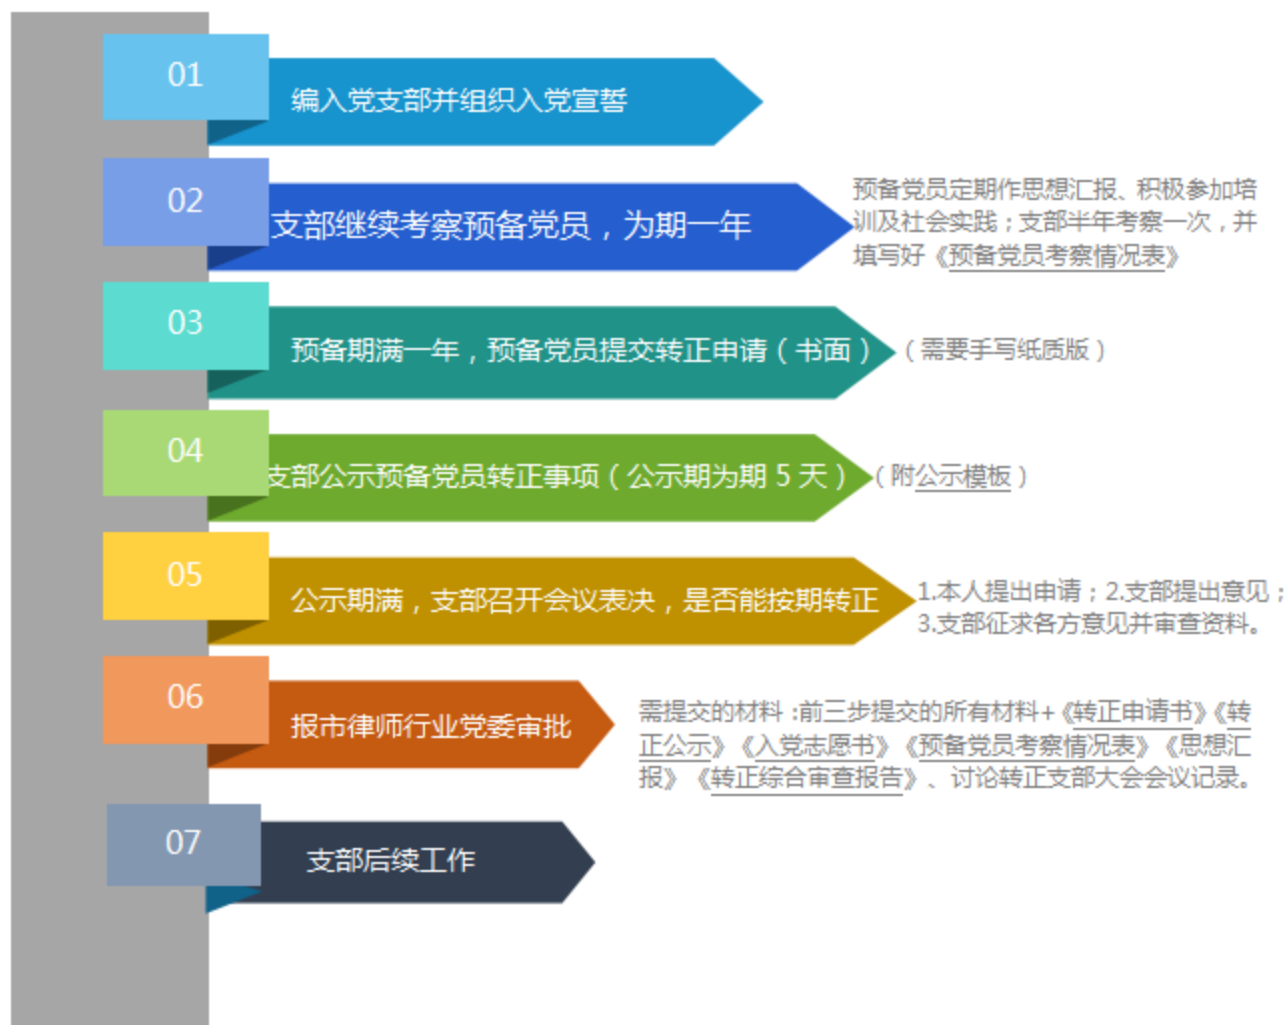 01
编入党支部并组织入党宣誓
02
支部继续考察预备党员，为期一年
预备党员定期作思想汇报、积极参加培
训及社会实践；支部半年考察一次，并
填写好《预备党员考察情况表》
03
预备期满一年，预备党员提交转正申请（书面）
（需要手写纸质版）
04
支部公示预备党员转正事项（公示期为期 5 天）
（附公示模板）
05
公示期满，支部召开会议表决，是否能按期转正
1.本人提出申请；2.支部提出意见；
3.支部征求各方意见并审查资料。
06
报市律师行业党委审批
需提交的材料：前三步提交的所有材料+《转正申请书》《转
正公示》《入党志愿书》《预备党员考察情况表》《思想汇
报》《转正综合审查报告》、讨论转正支部大会会议记录。
07
支部后续工作